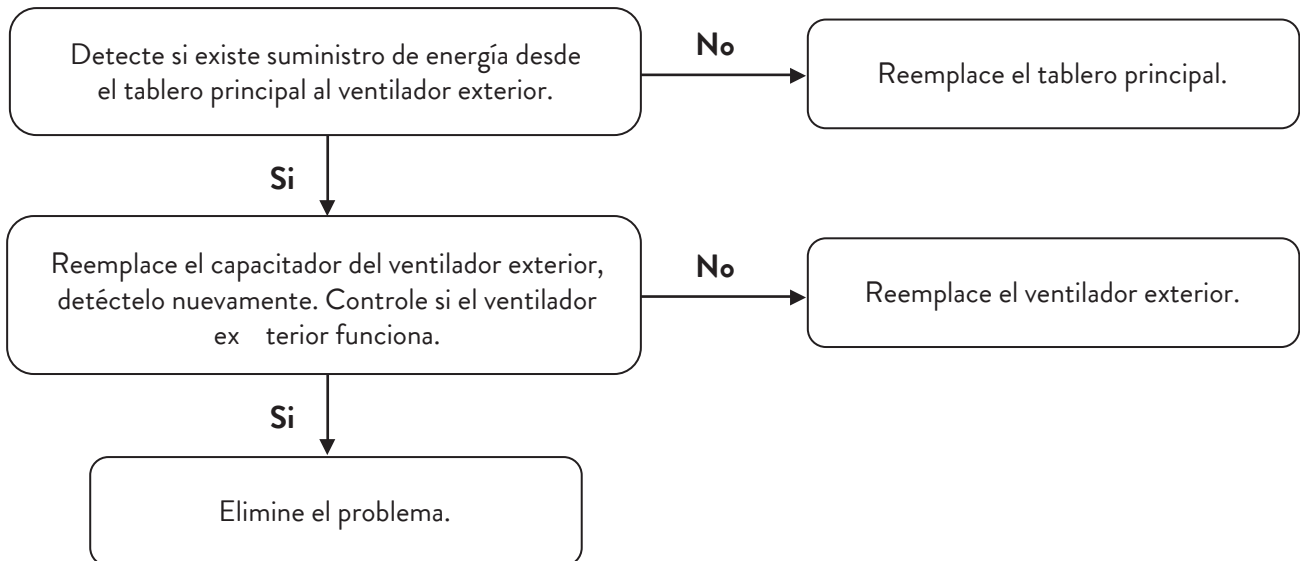 Detecte si existe suministro de energía desde
el tablero principal al ventilador exterior.
No
Reemplace el tablero principal.
Si
Reemplace el capacitador del ventilador exterior,
detéctelo nuevamente. Controle si el ventilador
ex terior funciona.
No
Reemplace el ventilador exterior.
Si
Elimine el problema.